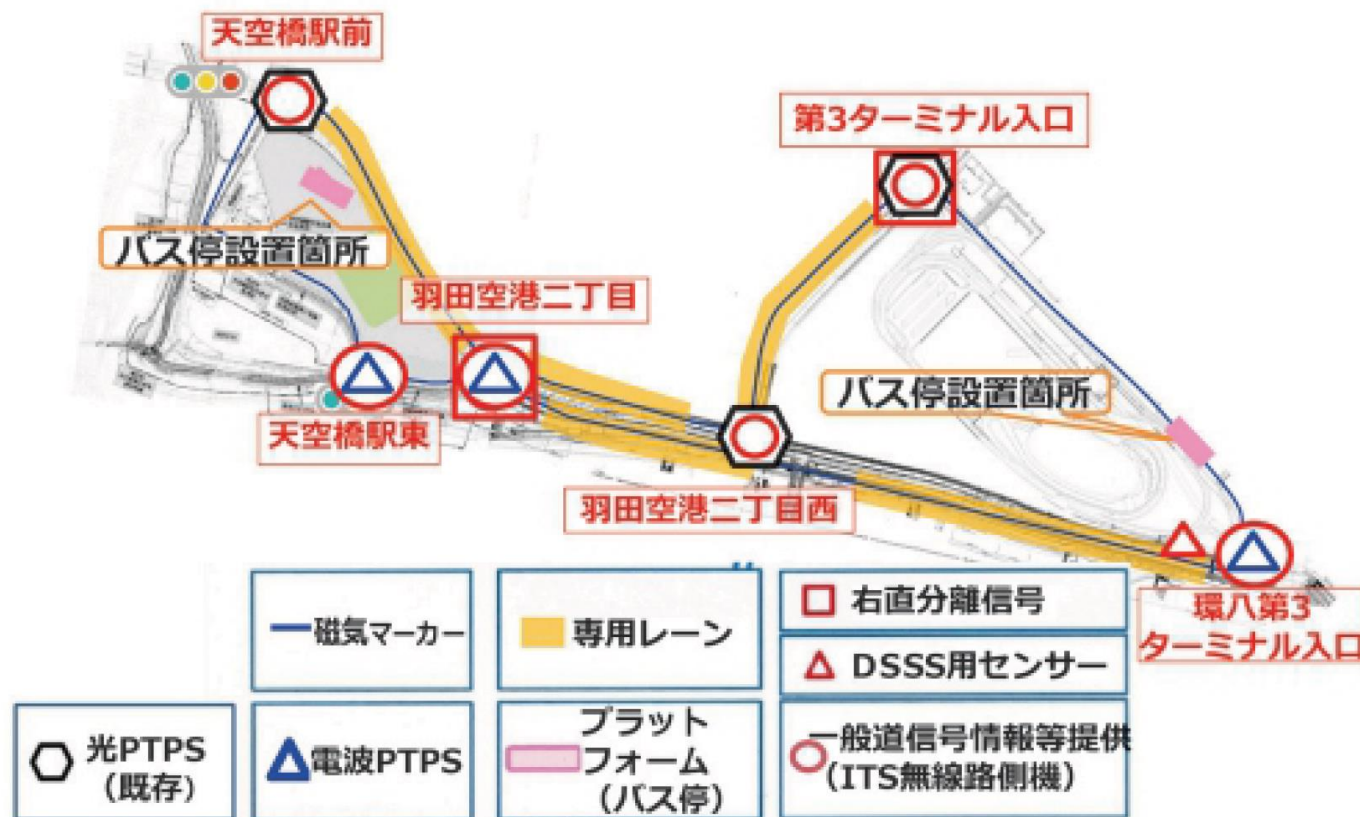 天空橋駅前
第3ターミナル入口
バス停設置箇所
羽田空港二丁目
バス停設置箇所
天空橋駅東
羽田空港二丁目西
環八第3
ターミナル入口
磁気マーカー
専用レーン
右直分離信号
DSSS用センサー
光PTPS
（既存）
電波PTPS
プラット
フォーム
（バス停）
一般道信号情報等提供
（ITS無線路側機）